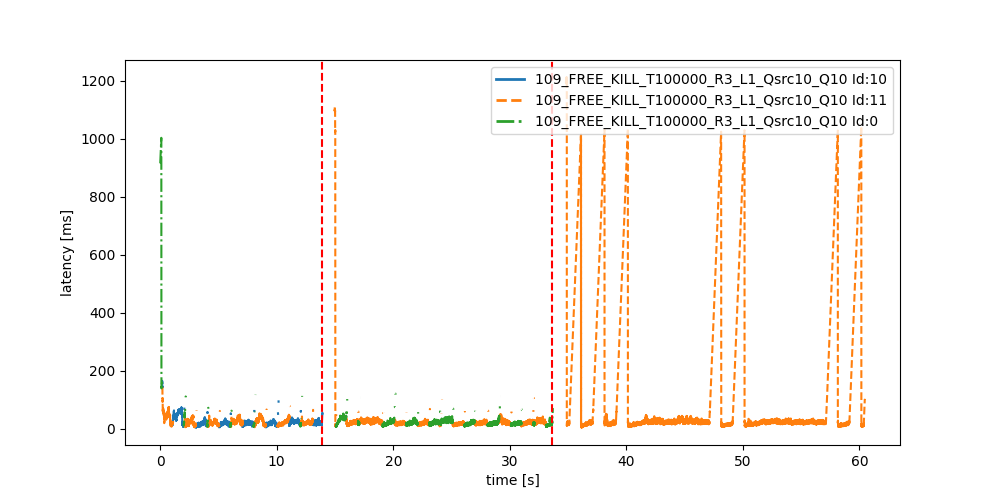 1200
1000
800
600
400
200
0
latency [ms]
109_FREE_KILL_T100000_R3_L1_Qsrc10_Q10 Id:10
109_FREE_KILL_T100000_R3_L1_Qsrc10_Q10 Id:11
109_FREE_KILL_T100000_R3_L1_Qsrc10_Q10 Id:0
0 10 20 30 40 50 60
time [s]